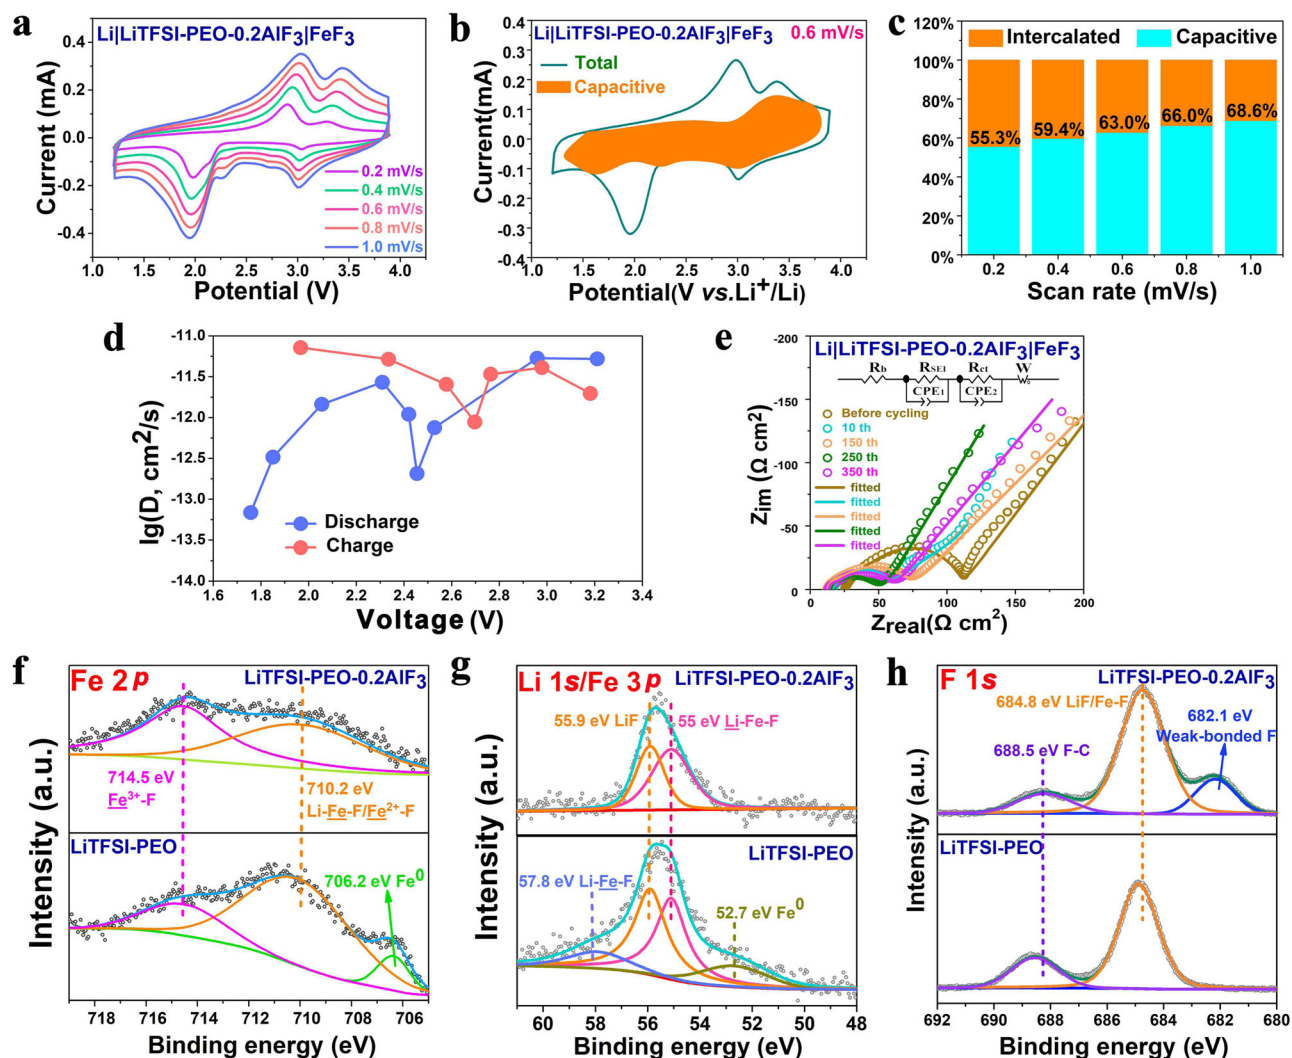 a
Li|LiTFSI-PEO-0.2AlF₃|FeF₃
Current (mA)
0.4
0.2
0.0
-0.2
-0.4
0.2 mV/s
0.4 mV/s
0.6 mV/s
0.8 mV/s
1.0 mV/s
1.0 1.5 2.0 2.5 3.0 3.5 4.0
Potential (V)
b
Li|LiTFSI-PEO-0.2AlF₃|FeF₃ 0.6 mV/s
Total
Capacitive
Current(mA)
0.4
0.3
0.2
0.1
0.0
-0.1
-0.2
-0.3
-0.4
1.0 1.5 2.0 2.5 3.0 3.5 4.0
Potential(V vs.Li⁺/Li)
c
Intercalated Capacitive
120%
100%
80%
60%
40%
20%
0%
55.3% 59.4% 63.0% 66.0% 68.6%
0.2 0.4 0.6 0.8 1.0
Scan rate (mV/s)
d
lg(D, cm²/s)
-11.0
-11.5
-12.0
-12.5
-13.0
-13.5
-14.0
Discharge
Charge
1.6 1.8 2.0 2.2 2.4 2.6 2.8 3.0 3.2 3.4
Voltage (V)
e
Li|LiTFSI-PEO-0.2AlF₃|FeF₃
R_b R_SEI R_ct W
CPE₁ CPE₂
W₀
Before cycling
10 th
150 th
250 th
350 th
fitted
fitted
fitted
fitted
fitted
Zim (Ω cm2)
-200
-150
-100
-50
0
0 50 100 150 200
Zreal(Ω cm²)
f
Fe 2p
LiTFSI-PEO-0.2AlF₃
714.5 eV
Fe³⁺-F
710.2 eV
Li-Fe-F/Fe²⁺-F
LiTFSI-PEO
706.2 eV Fe⁰
Intensity (a.u.)
718 716 714 712 710 708 706
Binding energy (eV)
g
Li 1s/Fe 3p
LiTFSI-PEO-0.2AlF₃
55.9 eV LiF
55 eV Li-Fe-F
LiTFSI-PEO
57.8 eV Li-Fe-F
52.7 eV Fe⁰
Intensity (a.u.)
60 58 56 54 52 50 48
Binding energy (eV)
h
F 1s
LiTFSI-PEO-0.2AlF₃
684.8 eV LiF/Fe-F
682.1 eV
Weak-bonded F
688.5 eV F-C
LiTFSI-PEO
Intensity (a.u.)
692 690 688 686 684 682 680
Binding energy (eV)